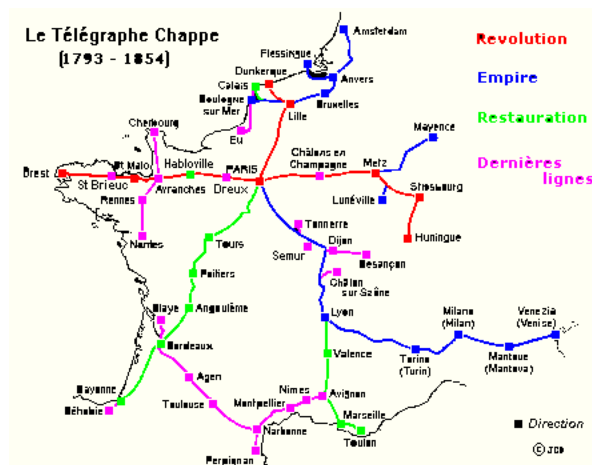 Le Télégraphe Chappe
(1793 - 1854)
Revolution
Empire
Restauration
Dernières
lignes
Amsterdam
Flessingue
Dunkerque
Calais
Anvers
Boulogne
sur Mer
Bruxelles
Lille
Eu
Cherbourg
Mayence
Châlons en
Champagne
Metz
Habloville
PARIS
Brest
St Malo
St Brieuc
Avranches
Dreux
Strasbourg
Lunéville
Rennes
Huningue
Nantes
Tonnerre
Tours
Semur
Dijon
Besançon
Poitiers
Châlon
sur Saône
Blaye
Angoulème
Lyon
Milano
(Milan)
Venezia
(Venise)
Bordeaux
Valence
Torino
(Turin)
Mantoue
(Mantova)
Bayonne
Agen
Nimes
Avignon
Béhobie
Toulouse
Montpellier
Marseille
Narbonne
Toulon
Perpignan
Direction
© JCB